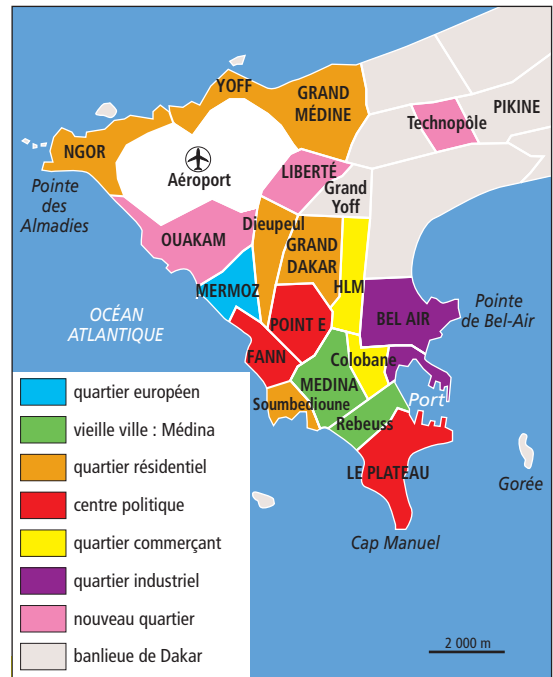 YOFF
GRAND
MÉDINE
PIKINE
Technopôle
NGOR
Aéroport
LIBERTÉ
Grand
Yoff
Pointe
des
Almadies
Dieupeul
OUAKAM
GRAND
DAKAR
MERMOZ
HLM
OCÉAN
ATLANTIQUE
POINT E
BEL AIR
Pointe
de Bel-Air
FANN
Colobane
MEDINA
Port
Soumbedioune
Rebeuss
LE PLATEAU
Gorée
Cap Manuel
quartier européen
vieille ville : Médina
quartier résidentiel
centre politique
quartier commerçant
quartier industriel
nouveau quartier
banlieue de Dakar
2 000 m